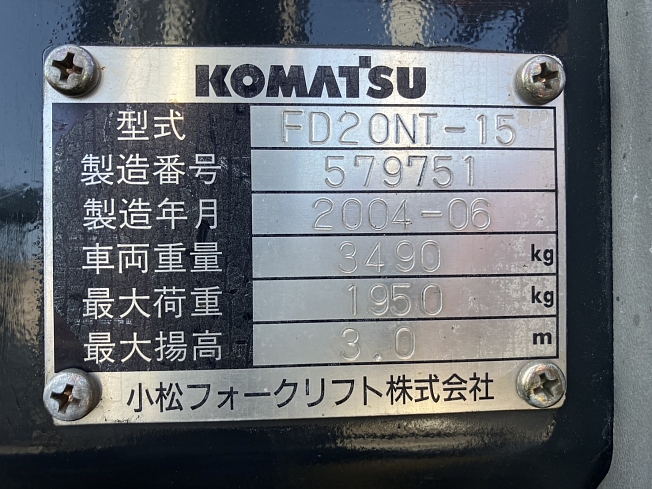 KOMATSU
型式 FD20NT-15
製造番号 579751
製造年月 2004-06
車両重量 3490 kg
最大荷重 1950 kg
最大揚高 3.0 m
小松フォークリフト株式会社